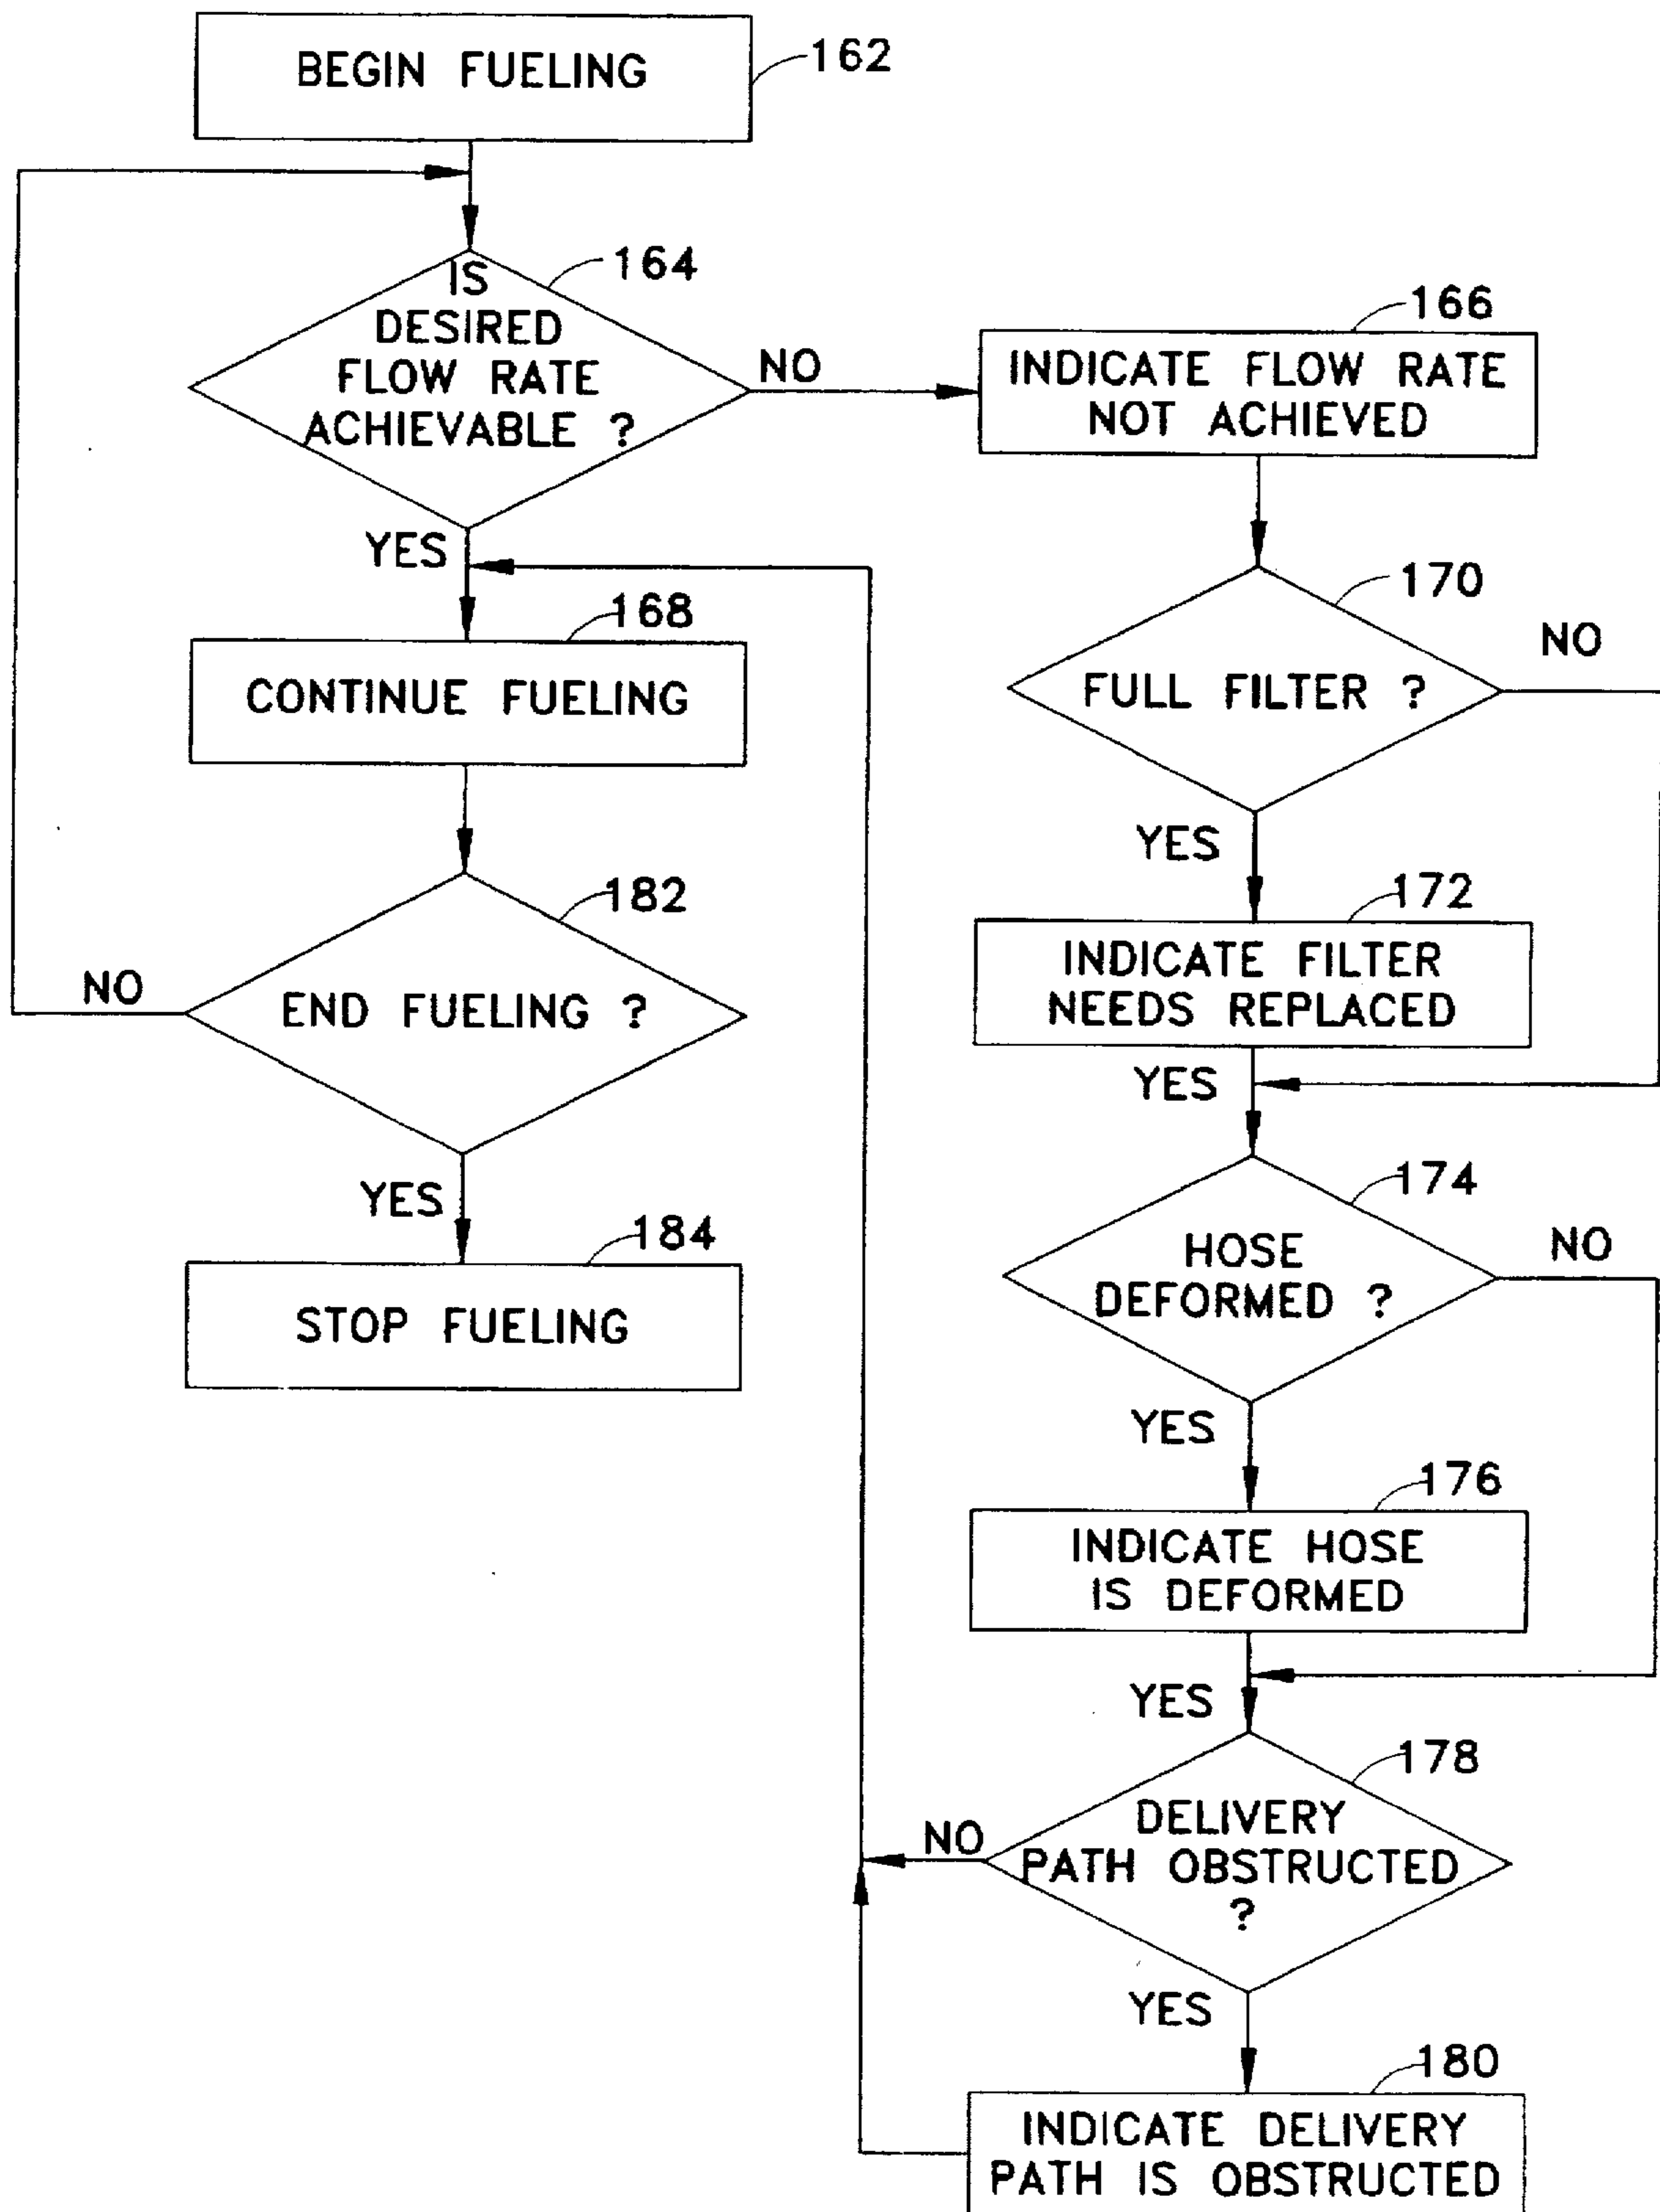 BEGIN FUELING
162
IS
DESIRED
FLOW RATE
ACHIEVABLE ?
164
NO
YES
INDICATE FLOW RATE
NOT ACHIEVED
166
FULL FILTER ?
170
NO
YES
CONTINUE FUELING
168
INDICATE FILTER
NEEDS REPLACED
172
YES
END FUELING ?
182
NO
YES
STOP FUELING
184
HOSE
DEFORMED ?
174
NO
YES
INDICATE HOSE
IS DEFORMED
176
YES
DELIVERY
PATH OBSTRUCTED
?
178
NO
YES
INDICATE DELIVERY
PATH IS OBSTRUCTED
180